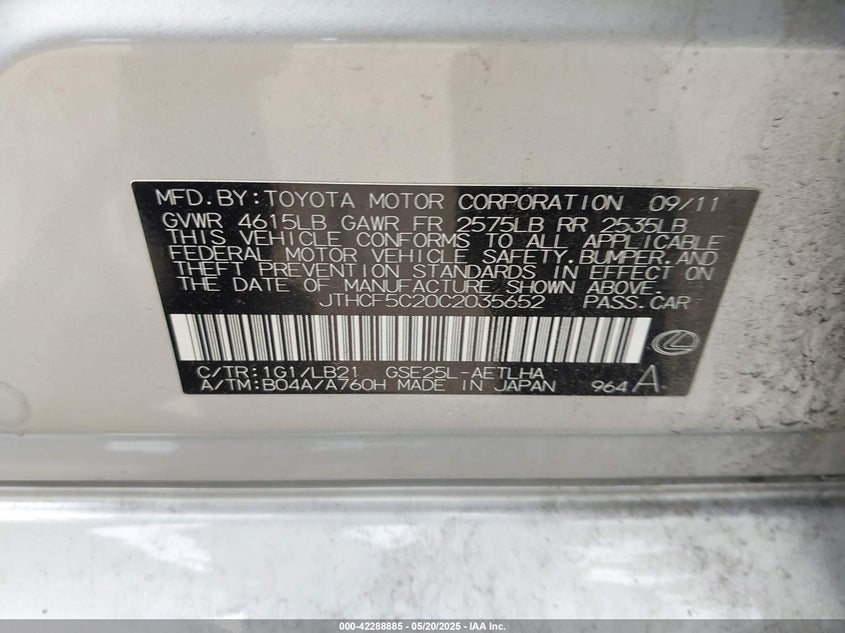 MFD.BY:TOYOTA MOTOR CORPORATION 09/11
GVWR 4615LB GAWR FR 2575LB RR 2535LB
THIS VEHICLE CONFORMS TO ALL APPLICABLE
FEDERAL MOTOR VEHICLE SAFETY.BUMPER.AND
THEFT PREVENTION STANDARDS IN EFFECT ON
THE DATE OF MANUFACTURE SHOWN ABOVE.
JTHCF5C20C2035652 PASS.CAR
C/TR:1G1/LB21 GSE25L-AETLHA
A/TM:B04A/A760H MADE IN JAPAN 964A
000-42288885 - 05/20/2025 - IAA Inc.